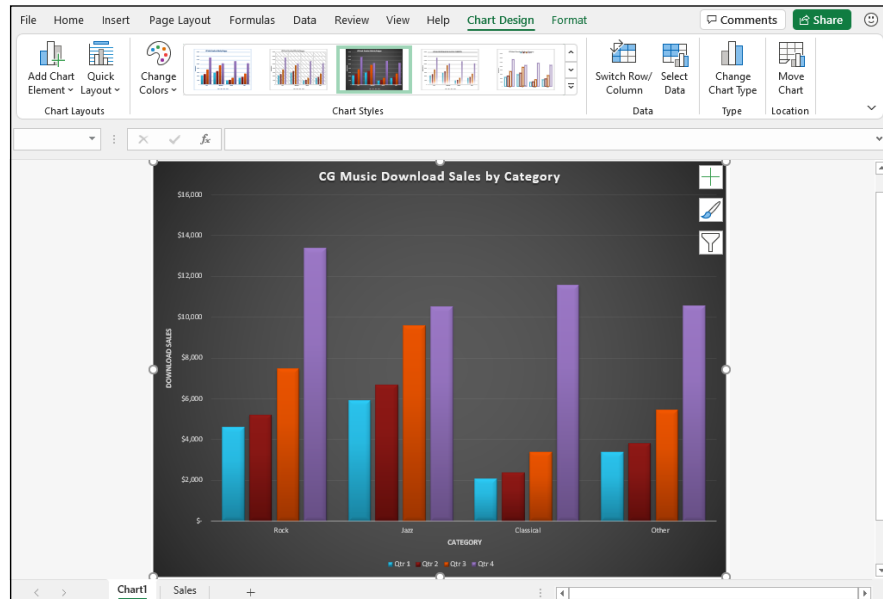 File Home Insert Page Layout Formulas Data Review View Help Chart Design Format Comments Share
Add Chart Element Quick Layout Change Colors Switch Row/ Column Select Data Change Chart Type Move Chart
Chart Layouts Chart Styles Data Type Location
fx
CG Music Download Sales by Category
$16,000
$14,000
$12,000
$10,000
$8,000
$6,000
$4,000
$2,000
$-
DOWNLOAD SALES
Rock Jazz Classical Other
CATEGORY
Qtr 1 Qtr 2 Qtr 3 Qtr 4
Chart1 Sales